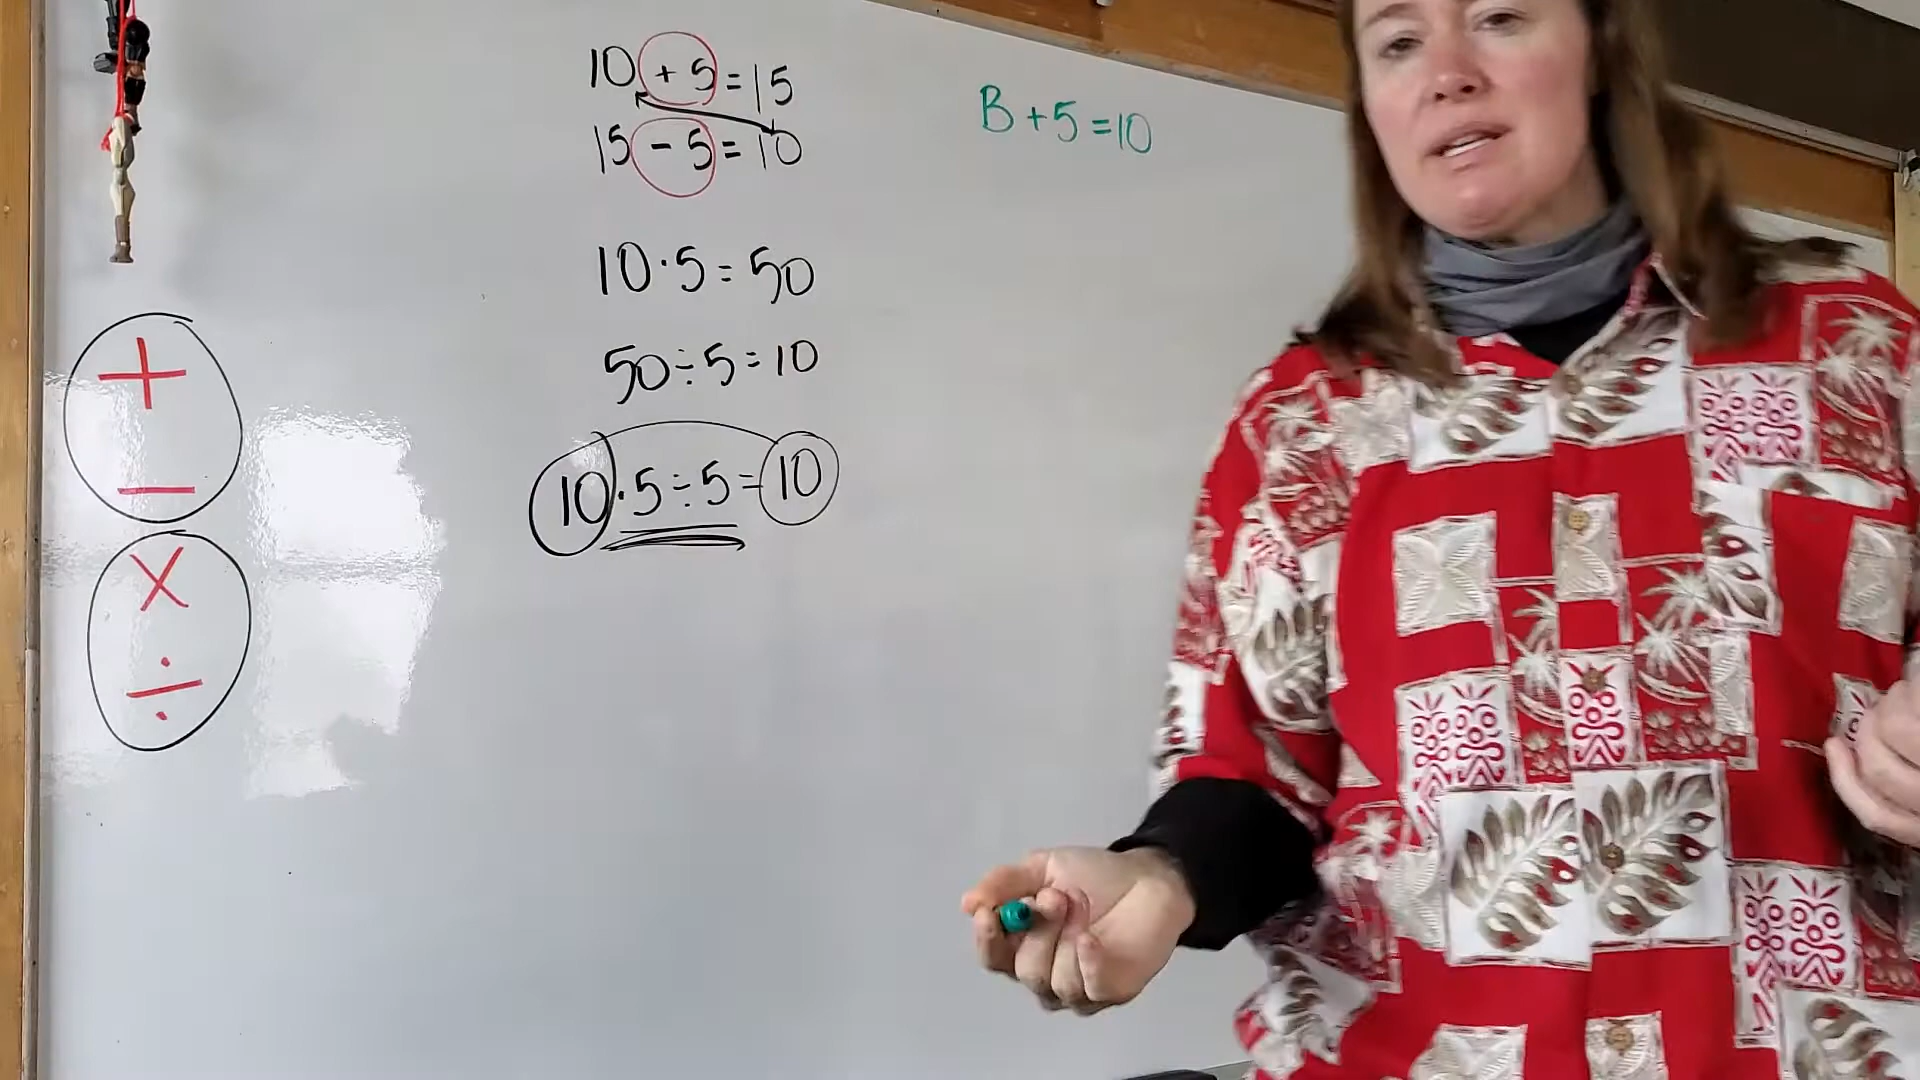 10 + 5 = 15
15 - 5 = 10
10 · 5 = 50
50 ÷ 5 = 10
10 · 5 ÷ 5 = 10
B + 5 = 10
+
−
×
÷